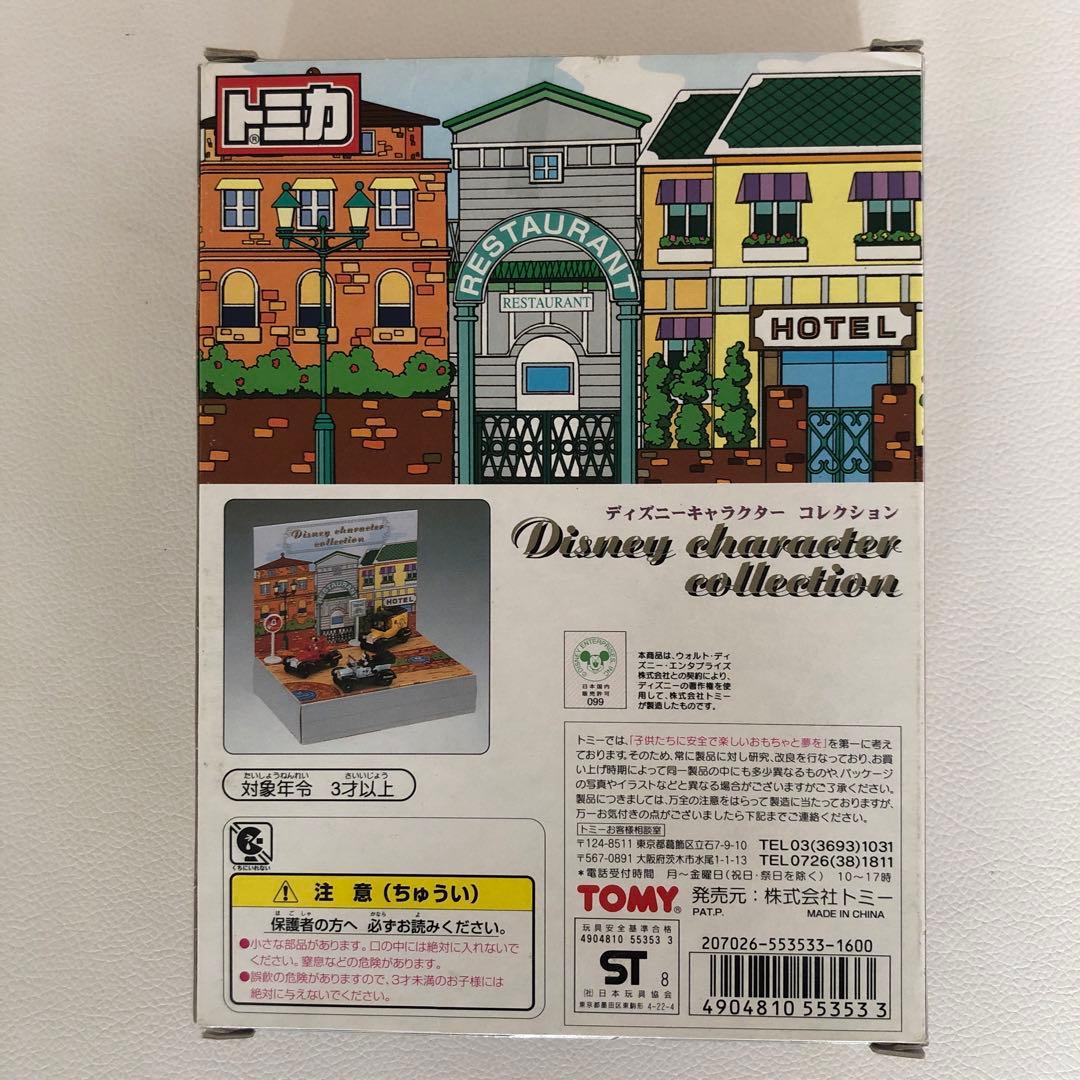 トミカ
®
RESTAURANT
RESTAURANT
HOTEL
ディズニーキャラクター コレクション
Disney character
collection
Disney character
collection
RESTAURANT
HOTEL
©DISNEY ENTERPRISES, INC.
日本国内
販売許可
099
本商品は、ウォルト・ディ
ズニー・エンタプライズ
株式会社との契約により、
ディズニーの著作権を使
用して、株式会社トミー
が製造したものです。
たいしょうねんれい さいいじょう
対象年令 3才以上
くちにいれない
注意(ちゅうい)
ほごしゃ かなら よ
保護者の方へ 必ずお読みください。
●小さな部品があります。口の中には絶対に入れないで
ください。窒息などの危険があります。
●誤飲の危険がありますので、3才未満のお子様には
絶対に与えないでください。
トミーでは、「子供たちに安全で楽しいおもちゃと夢を」を第一に考え
ております。そのため、常に製品に対し研究、改良を行なっており、お買
い上げ時期によって同一製品の中にも多少異なるものや、パッケージ
の写真やイラストなどと異なる場合がございますがご了承ください。
製品につきましては、万全の注意をはらって製造に当たっておりますが、
万一お気付きの点がございましたら下記までご連絡ください。
トミーお客様相談室
〒124-8511 東京都葛飾区立石7-9-10 TEL03(3693)1031
〒567-0891 大阪府茨木市水尾1-1-13 TEL0726(38)1811
*電話受付時間 月〜金曜日(祝日・祭日を除く) 10〜17時
TOMY® 発売元:株式会社トミー
PAT.P. MADE IN CHINA
玩具安全基準合格
4904810 55353 3
ST 8
(社)日本玩具協会
東京都墨田区東駒形 4-22-4
207026-553533-1600
4904810 553533